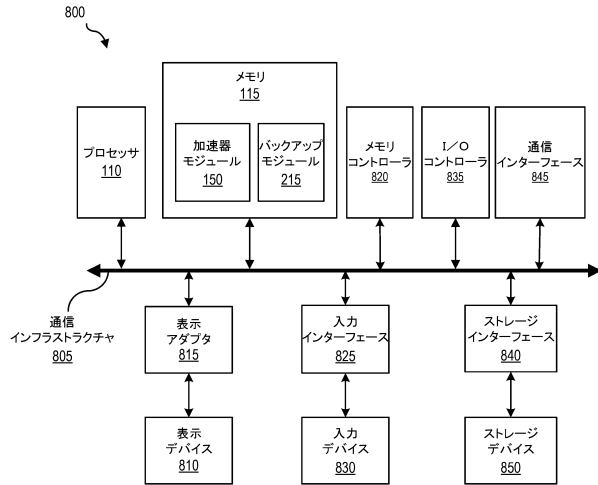 800
メモリ
115
プロセッサ
110
加速器
モジュール
150
バックアップ
モジュール
215
メモリ
コントローラ
820
I/O
コントローラ
835
通信
インターフェース
845
通信
インフラストラクチャ
805
表示
アダプタ
815
入力
インターフェース
825
ストレージ
インターフェース
840
表示
デバイス
810
入力
デバイス
830
ストレージ
デバイス
850